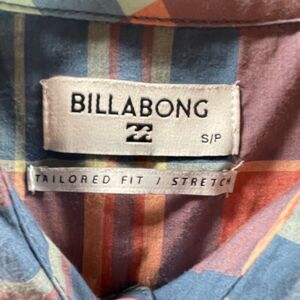 BILLABONG
S/P
TAILORED FIT / STRETCH